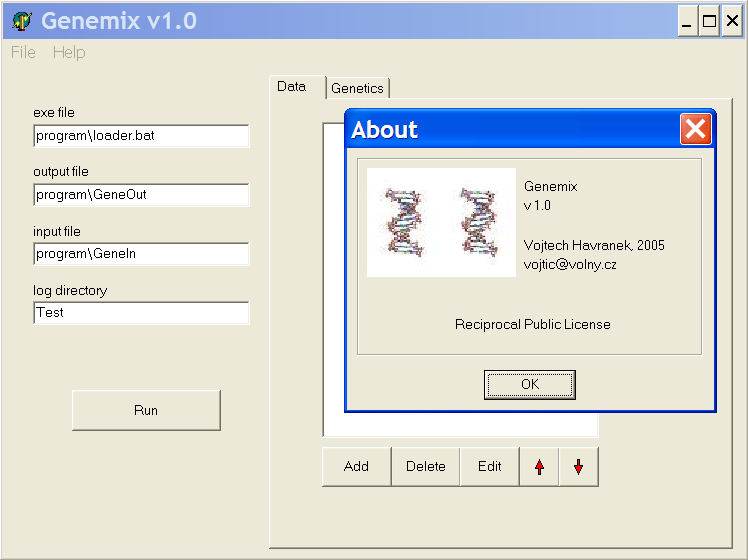 Genemix v1.0
File Help
Data Genetics
exe file
program\loader.bat
output file
program\GeneOut
input file
program\GeneIn
log directory
Test
Run
About
Genemix
v1.0
Vojtech Havranek, 2005
vojtic@volny.cz
Reciprocal Public License
OK
Add Delete Edit